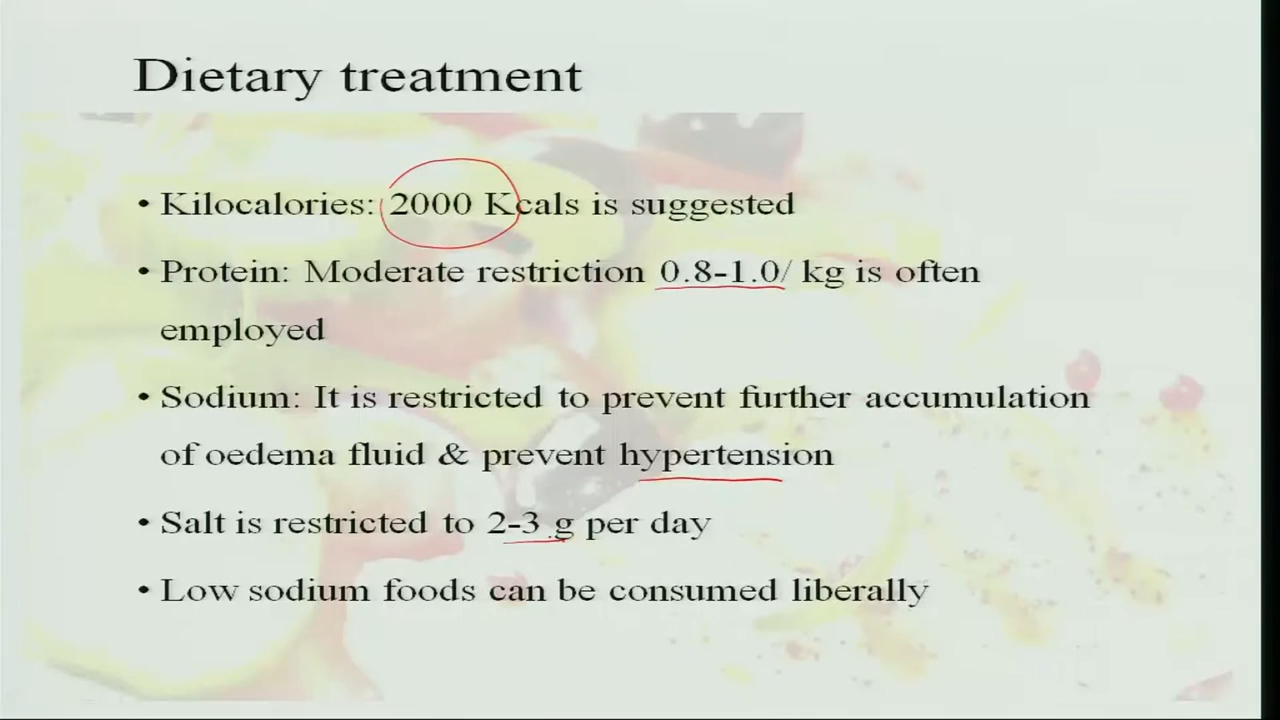 Dietary treatment
• Kilocalories: 2000 Kcals is suggested
• Protein: Moderate restriction 0.8-1.0/ kg is often
employed
• Sodium: It is restricted to prevent further accumulation
of oedema fluid & prevent hypertension
• Salt is restricted to 2-3 g per day
• Low sodium foods can be consumed liberally